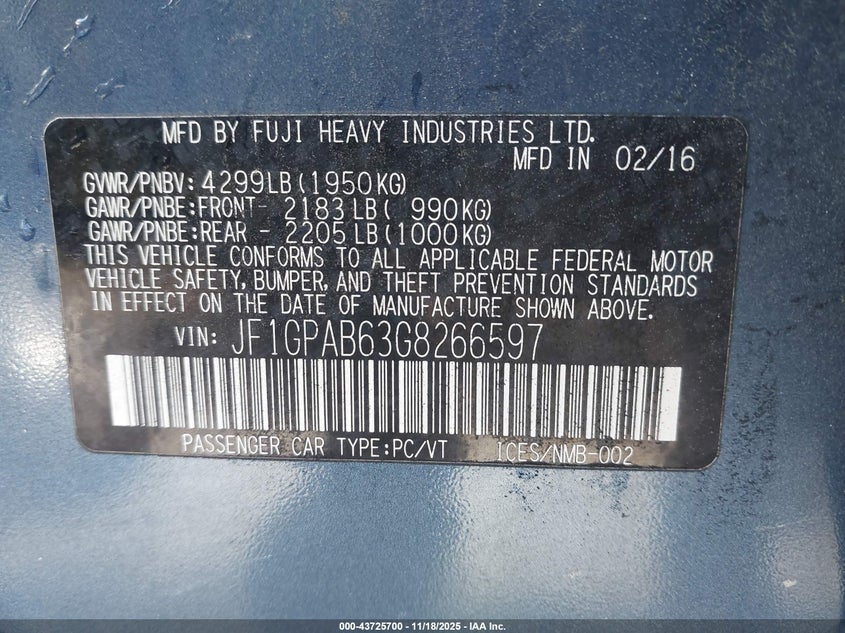 MFD BY FUJI HEAVY INDUSTRIES LTD.
MFD IN 02/16
GVWR/PNBV: 4299LB(1950KG)
GAWR/PNBE:FRONT- 2183LB( 990KG)
GAWR/PNBE:REAR - 2205LB(1000KG)
THIS VEHICLE CONFORMS TO ALL APPLICABLE FEDERAL MOTOR
VEHICLE SAFETY, BUMPER, AND THEFT PREVENTION STANDARDS
IN EFFECT ON THE DATE OF MANUFACTURE SHOWN ABOVE.
VIN: JF1GPAB63G8266597
PASSENGER CAR TYPE:PC/VT ICES/NMB-002
000-43725700 - 11/18/2025 - IAA Inc.